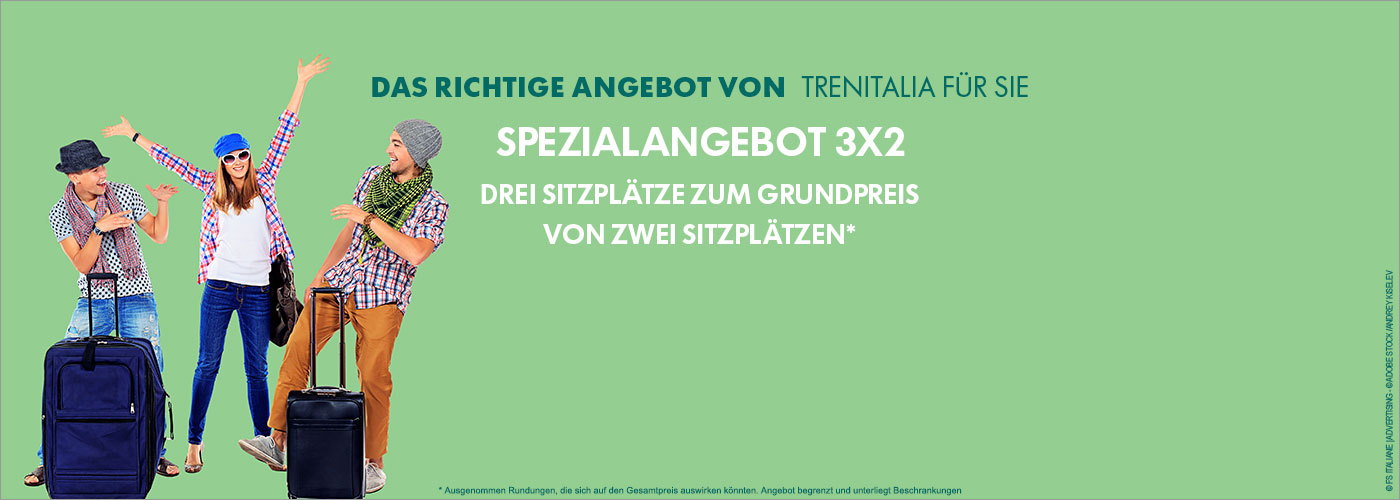 DAS RICHTIGE ANGEBOT VON TRENITALIA FÜR SIE
SPEZIALANGEBOT 3X2
DREI SITZPLÄTZE ZUM GRUNDPREIS
VON ZWEI SITZPLÄTZEN*
* Ausgenommen Rundungen, die sich auf den Gesamtpreis auswirken könnten. Angebot begrenzt und unterliegt Beschrankungen
© FS ITALIANE | ADVERTISING - © ADOBE STOCK /ANDREY KISELEV